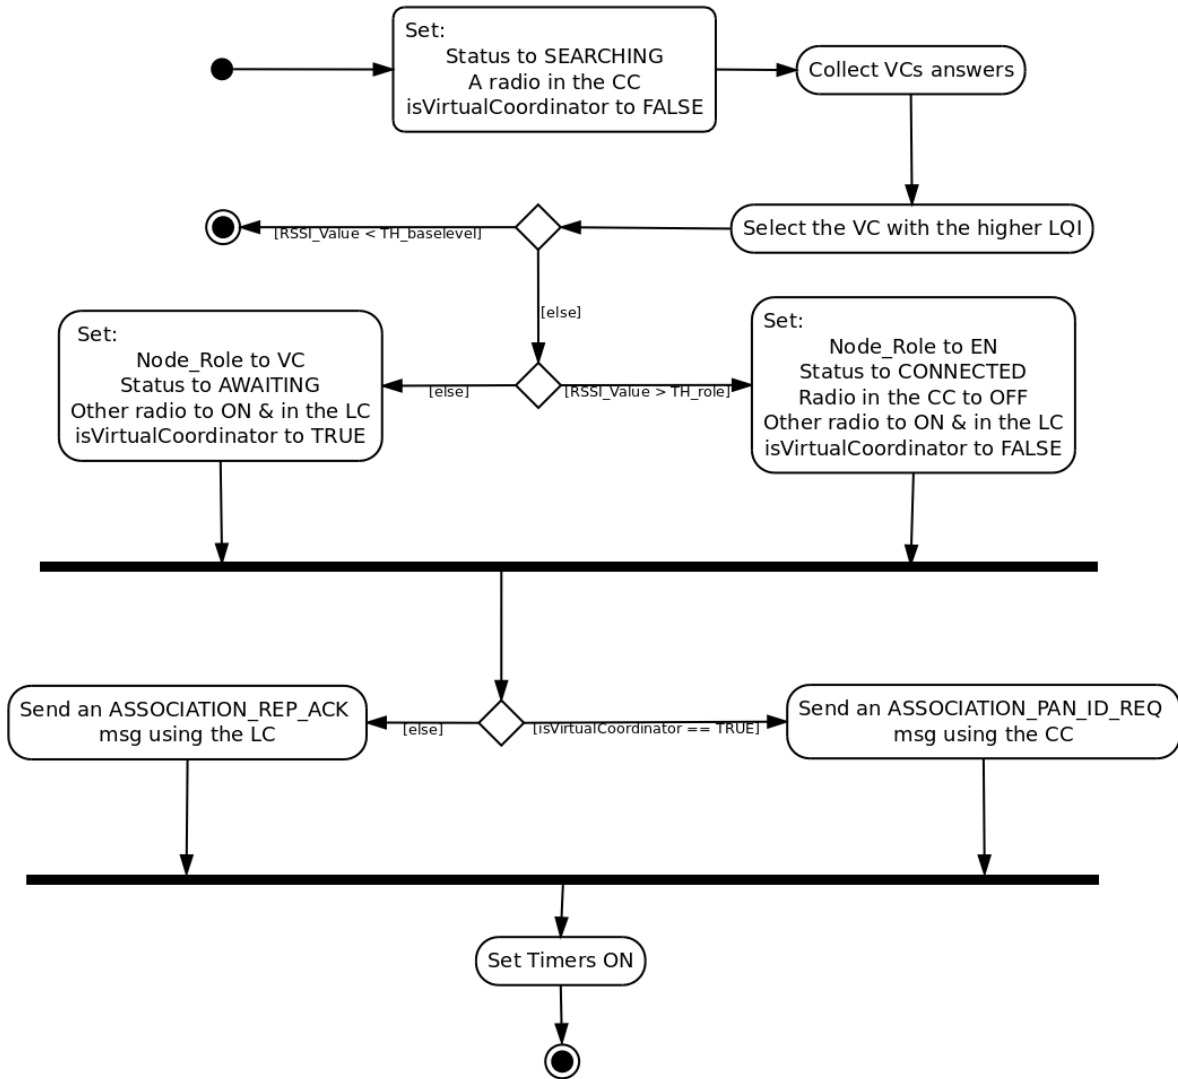 Set:
Status to SEARCHING
A radio in the CC
isVirtualCoordinator to FALSE
Collect VCs answers
Select the VC with the higher LQI
[RSSI_Value < TH_baselevel]
[else]
Set:
Node_Role to VC
Status to AWAITING
Other radio to ON & in the LC
isVirtualCoordinator to TRUE
[else]
[RSSI_Value > TH_role]
Set:
Node_Role to EN
Status to CONNECTED
Radio in the CC to OFF
Other radio to ON & in the LC
isVirtualCoordinator to FALSE
Send an ASSOCIATION_REP_ACK
msg using the LC
[else]
[isVirtualCoordinator == TRUE]
Send an ASSOCIATION_PAN_ID_REQ
msg using the CC
Set Timers ON